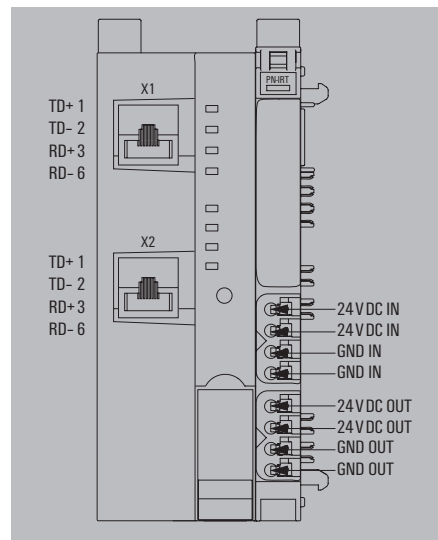 PN-IRT
X1
TD+ 1
TD– 2
RD+ 3
RD– 6
X2
TD+ 1
TD– 2
RD+ 3
RD– 6
24 V DC IN
24 V DC IN
GND IN
GND IN
24 V DC OUT
24 V DC OUT
GND OUT
GND OUT